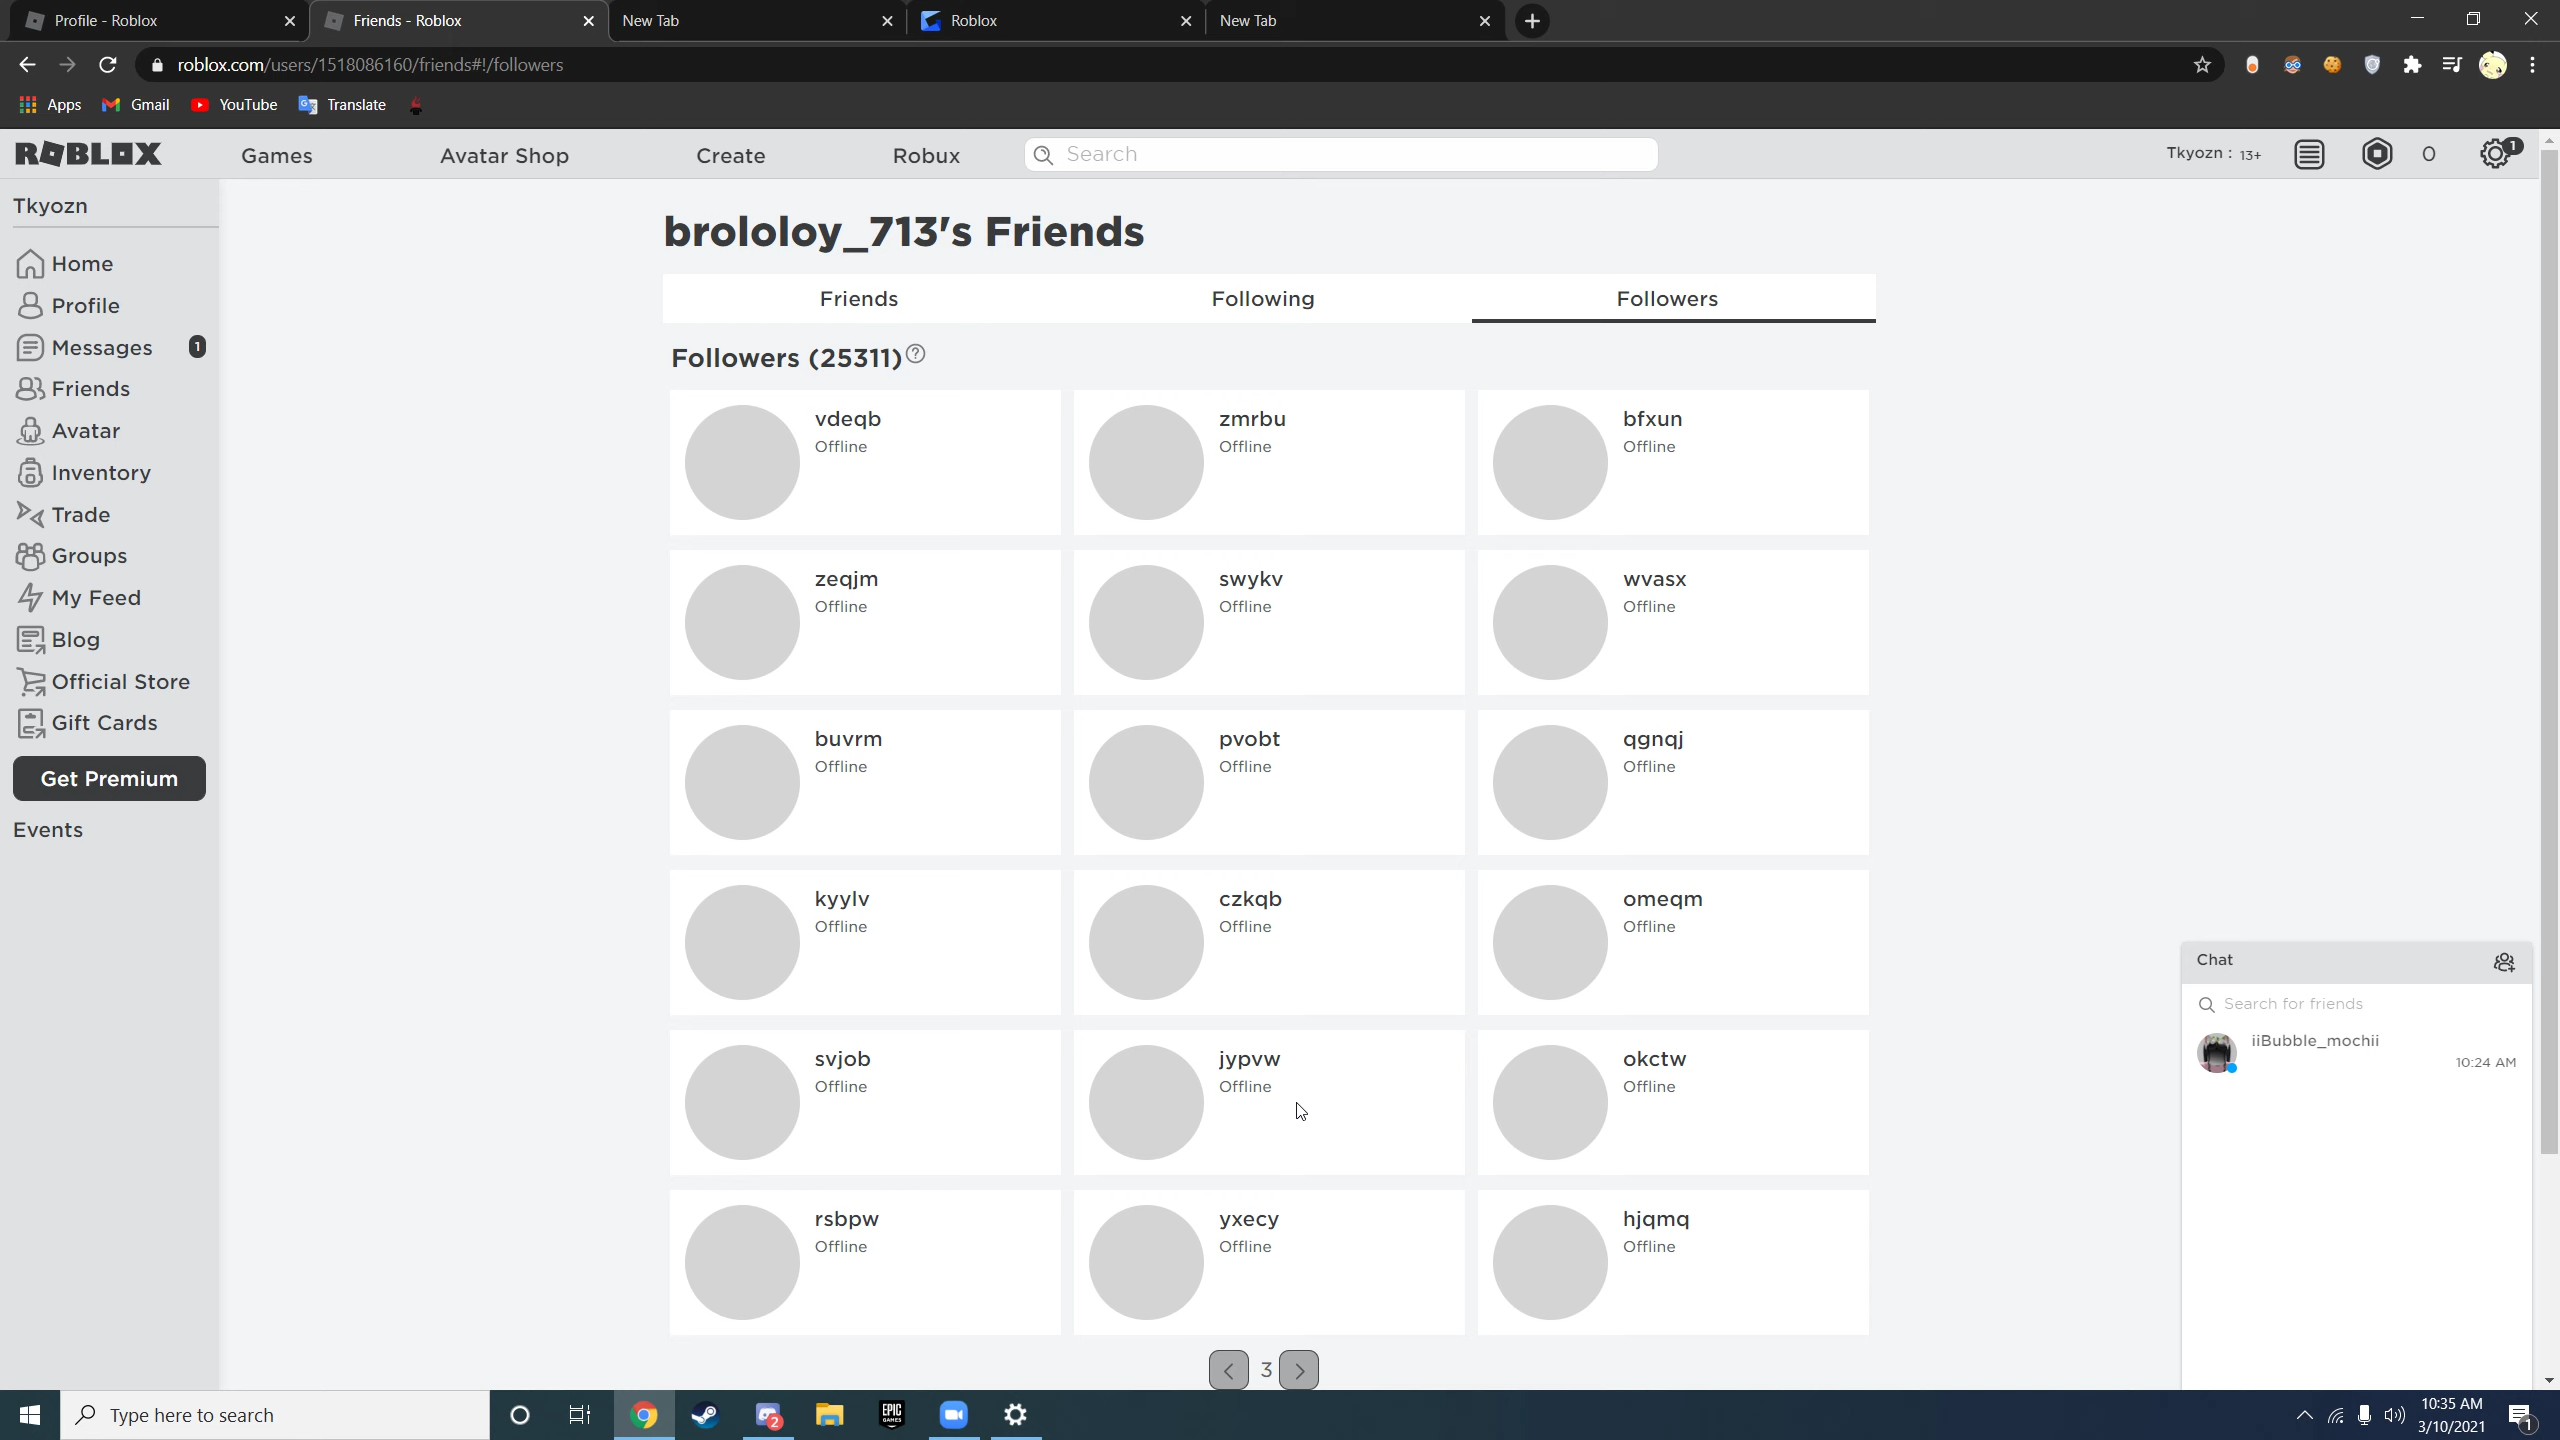 Profile - Roblox
Friends - Roblox
New Tab
Roblox
New Tab
roblox.com/users/1518086160/friends#!/followers
Apps
Gmail
YouTube
Translate
ROBLOX
Games
Avatar Shop
Create
Robux
Search
Tkyozn : 13+
0
1
Tkyozn
Home
Profile
Messages 1
Friends
Avatar
Inventory
Trade
Groups
My Feed
Blog
Official Store
Gift Cards
Get Premium
Events
brololoy_713's Friends
Friends
Following
Followers
Followers (25311)
?
vdeqb
Offline
zmrbu
Offline
bfxun
Offline
zeqjm
Offline
swykv
Offline
wvasx
Offline
buvrm
Offline
pvobt
Offline
qgnqj
Offline
kyylv
Offline
czkqb
Offline
omeqm
Offline
svjob
Offline
jypvw
Offline
okctw
Offline
rsbpw
Offline
yxecy
Offline
hjqmq
Offline
3
Chat
Search for friends
iiBubble_mochii
10:24 AM
Type here to search
2
EPIC
GAMES
10:35 AM
3/10/2021
1